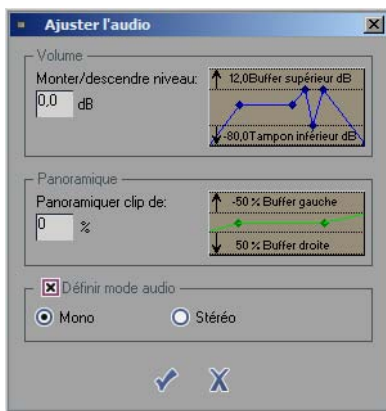 Ajuster l'audio
Volume
Monter/descendre niveau:
0,0 dB
12,0Buffer supérieur dB
-80,0Tampon inférieur dB
Panoramique
Panoramiquer clip de:
0 %
-50 % Buffer gauche
50 % Buffer droite
Définir mode audio
Mono
Stéréo